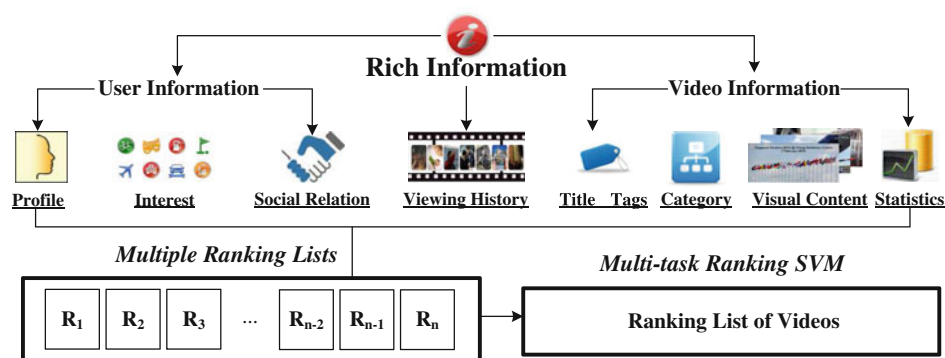 Rich Information
User Information
Video Information
Profile
Interest
Social Relation
Viewing History
Title Tags
Category
Visual Content
Statistics
Multiple Ranking Lists
Multi-task Ranking SVM
R1 R2 R3 ... Rn-2 Rn-1 Rn
Ranking List of Videos